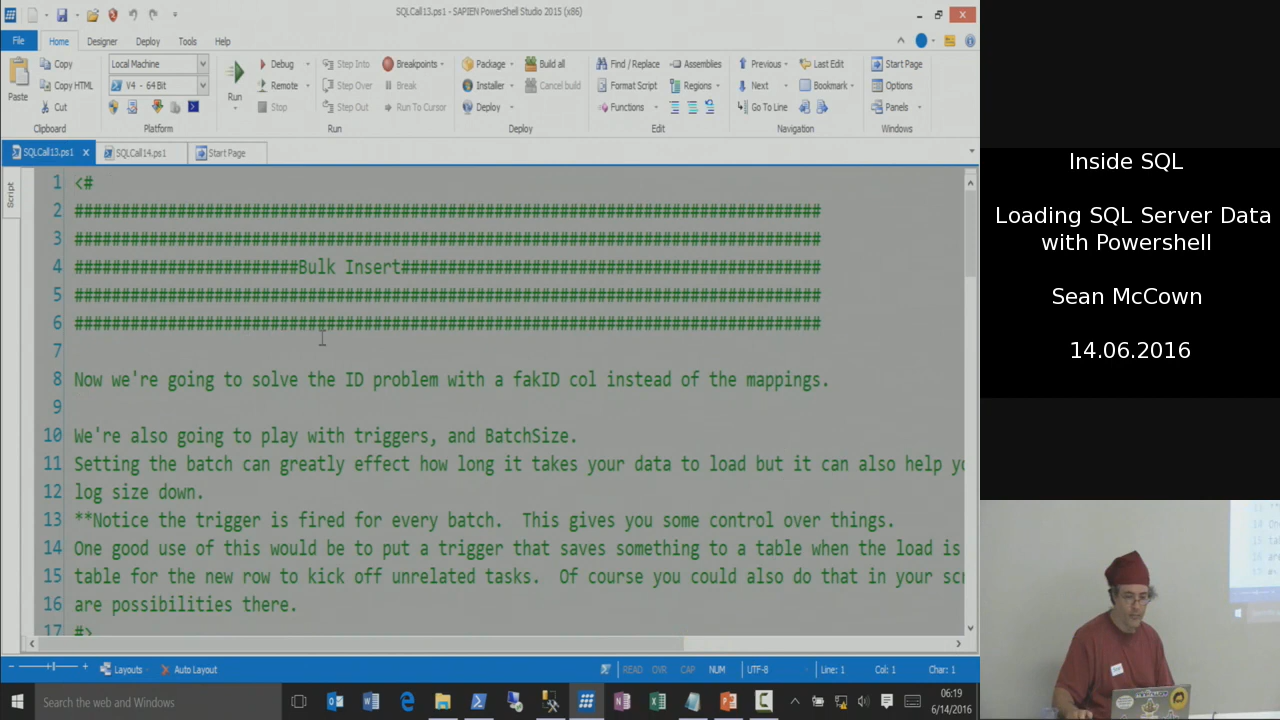 SQLCall13.ps1 - SAPIEN PowerShell Studio 2015 (x86)
File Home Designer Deploy Tools Help
Paste Copy Copy HTML Cut Clipboard
Local Machine V4 - 64 Bit Platform
Run Debug Remote Stop Step Into Step Over Step Out Breakpoints Break Run To Cursor Run
Package Installer Deploy Build all Cancel build Deploy
Find / Replace Format Script Functions Assemblies Regions Edit
Previous Next Go To Line Last Edit Bookmark Navigation
Start Page Options Panels Windows
SQLCall13.ps1 SQLCall14.ps1 Start Page
Script
1 <#
2 ################################################################################
3 ################################################################################
4 ########################Bulk Insert#############################################
5 ################################################################################
6 ################################################################################
7
8 Now we're going to solve the ID problem with a fakID col instead of the mappings.
9
10 We're also going to play with triggers, and BatchSize.
11 Setting the batch can greatly effect how long it takes your data to load but it can also help yo
12 log size down.
13 **Notice the trigger is fired for every batch. This gives you some control over things.
14 One good use of this would be to put a trigger that saves something to a table when the load is
15 table for the new row to kick off unrelated tasks. Of course you could also do that in your scr
16 are possibilities there.
17 #>
Layouts Auto Layout READ OVR CAP NUM UTF-8 Line: 1 Col: 1 Char: 1
Search the web and Windows
06:19
6/14/2016
Inside SQL
Loading SQL Server Data
with Powershell
Sean McCown
14.06.2016